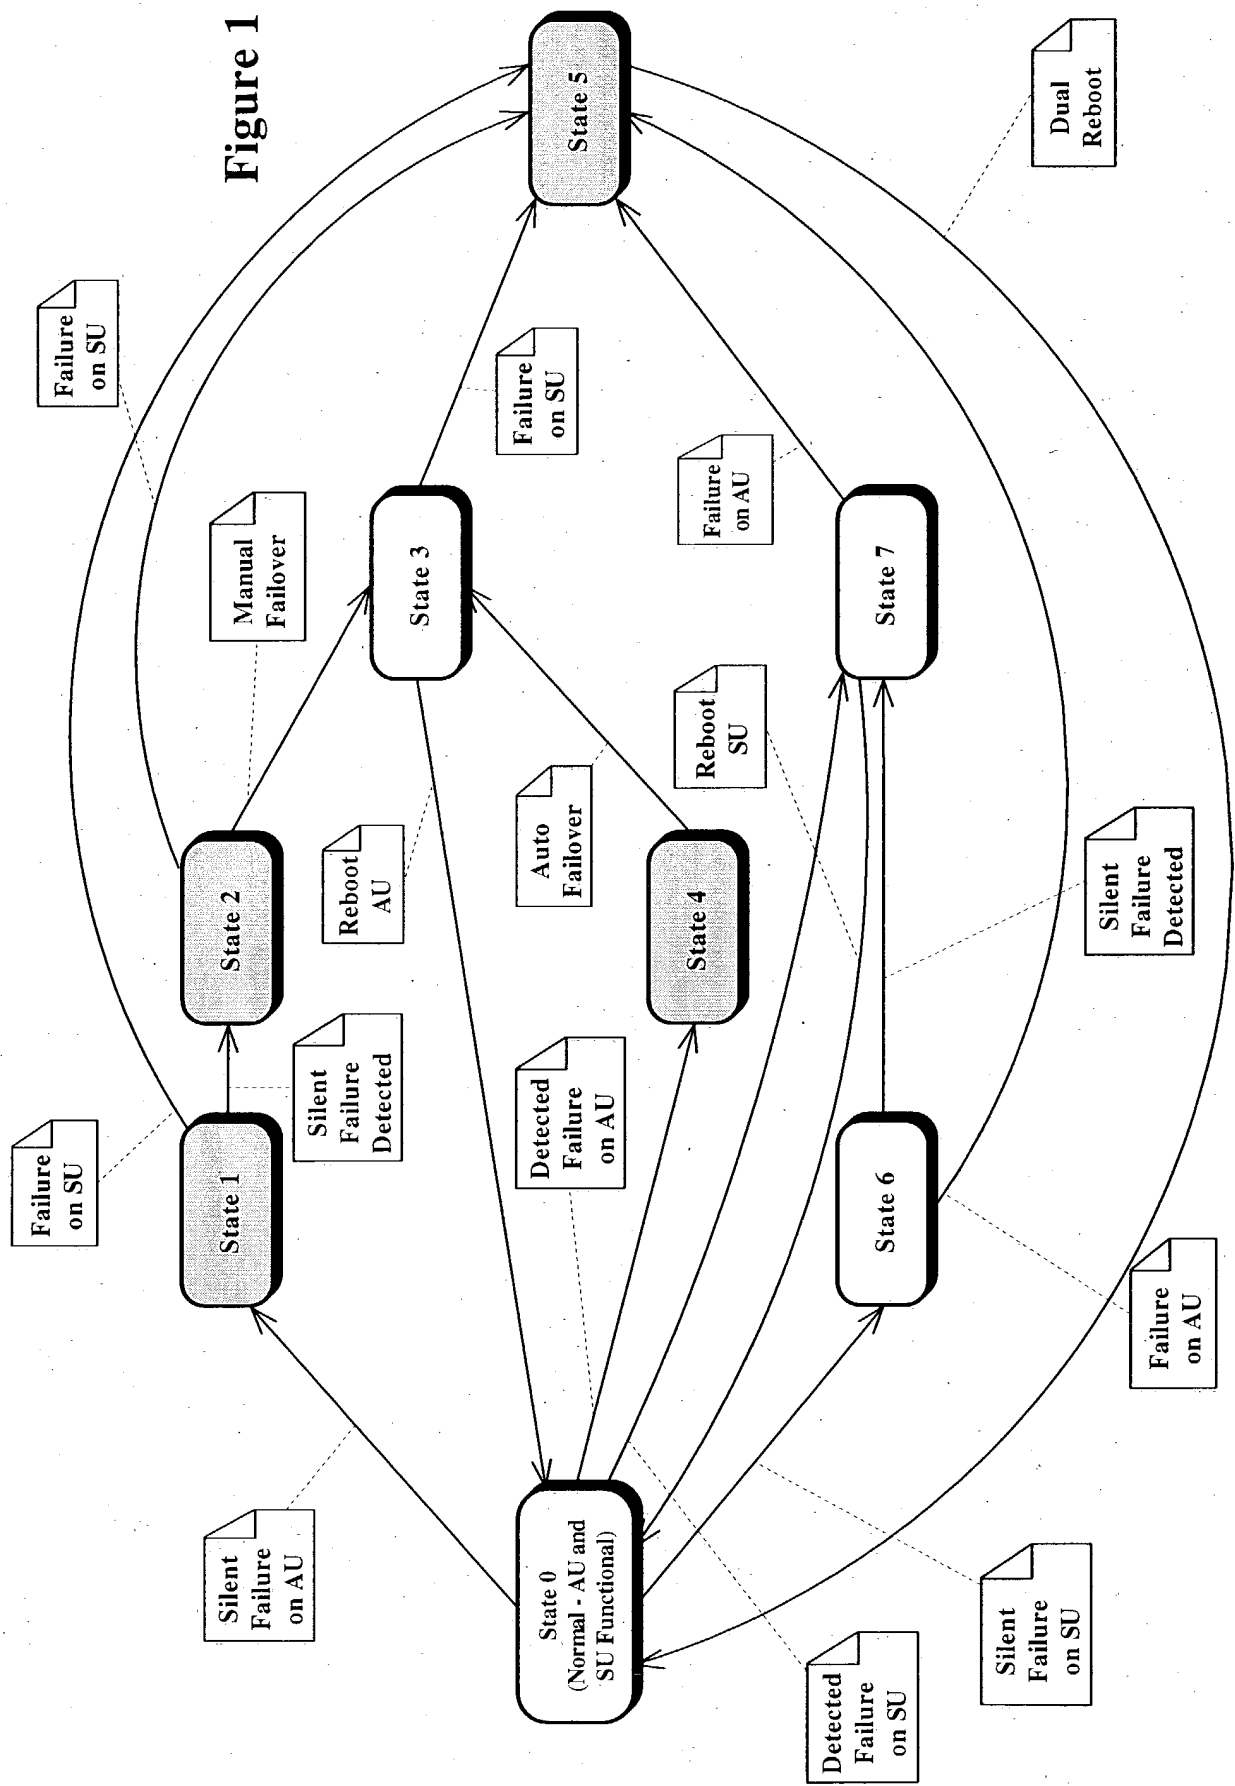 Figure 1
Failure
on SU
Failure
on SU
Silent
Failure
on AU
State 1
Silent
Failure
Detected
State 2
Manual
Failover
Reboot
AU
State 3
Failure
on SU
State 5
State 0
(Normal - AU and
SU Functional)
Detected
Failure
on AU
Auto
Failover
State 4
Reboot
SU
Failure
on AU
State 6
State 7
Detected
Failure
on SU
Silent
Failure
on SU
Failure
on AU
Silent
Failure
Detected
Dual
Reboot